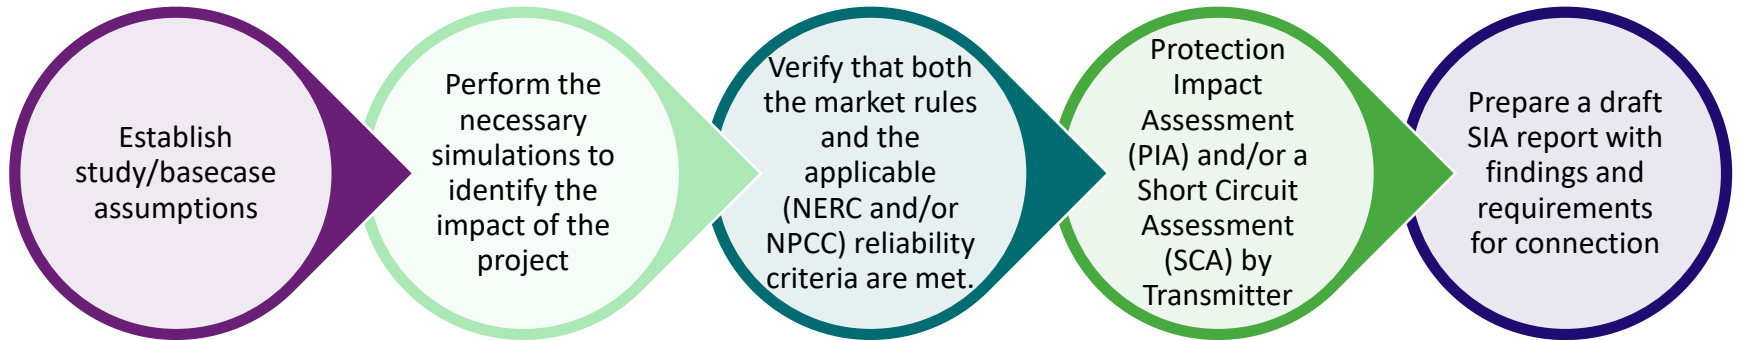 Establish
study/basecase
assumptions
Perform the
necessary
simulations to
identify the
impact of the
project
Verify that both
the market rules
and the
applicable
(NERC and/or
NPCC) reliability
criteria are met.
Protection
Impact
Assessment
(PIA) and/or a
Short Circuit
Assessment
(SCA) by
Transmitter
Prepare a draft
SIA report with
findings and
requirements
for connection